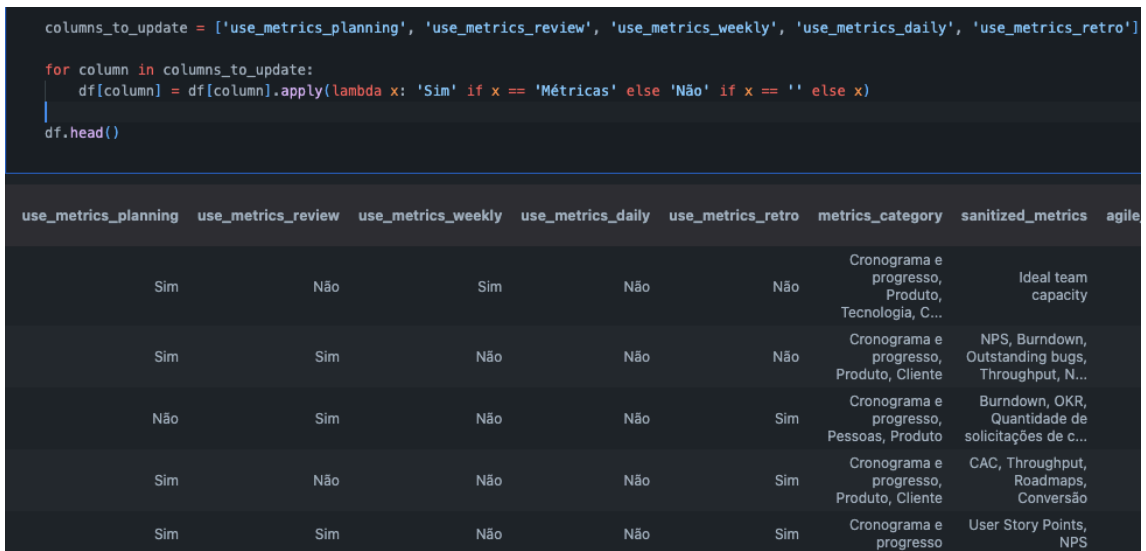 columns_to_update = ['use_metrics_planning', 'use_metrics_review', 'use_metrics_weekly', 'use_metrics_daily', 'use_metrics_retro']
for column in columns_to_update:
df[column] = df[column].apply(lambda x: 'Sim' if x == 'Métricas' else 'Não' if x == '' else x)
df.head()
use_metrics_planning use_metrics_review use_metrics_weekly use_metrics_daily use_metrics_retro metrics_category sanitized_metrics agile_
Cronograma e
progresso,
Produto,
Tecnologia, C...
Sim Não Sim Não Não
Ideal team
capacity
Cronograma e
progresso,
Produto, Cliente
Sim Sim Não Não Não
NPS, Burndown,
Outstanding bugs,
Throughput, N...
Cronograma e
progresso,
Pessoas, Produto
Não Sim Não Não Sim
Burndown, OKR,
Quantidade de
solicitações de c...
Cronograma e
progresso,
Produto, Cliente
Sim Não Não Não Sim
CAC, Throughput,
Roadmaps,
Conversão
Cronograma e
progresso
Sim Sim Não Não Sim
User Story Points,
NPS